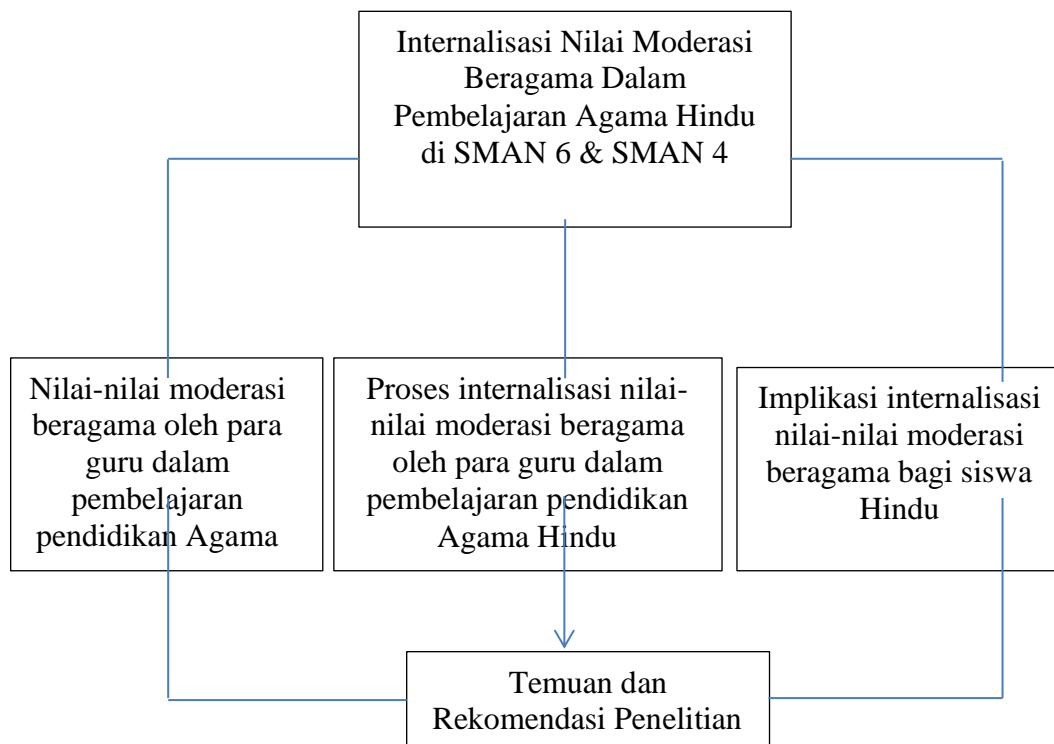 Internalisasi Nilai Moderasi
Beragama Dalam
Pembelajaran Agama Hindu
di SMAN 6 & SMAN 4
Nilai-nilai moderasi
beragama oleh para
guru dalam
pembelajaran
pendidikan Agama
Proses internalisasi nilai-
nilai moderasi beragama
oleh para guru dalam
pembelajaran pendidikan
Agama Hindu
Implikasi internalisasi
nilai-nilai moderasi
beragama bagi siswa
Hindu
Temuan dan
Rekomendasi Penelitian